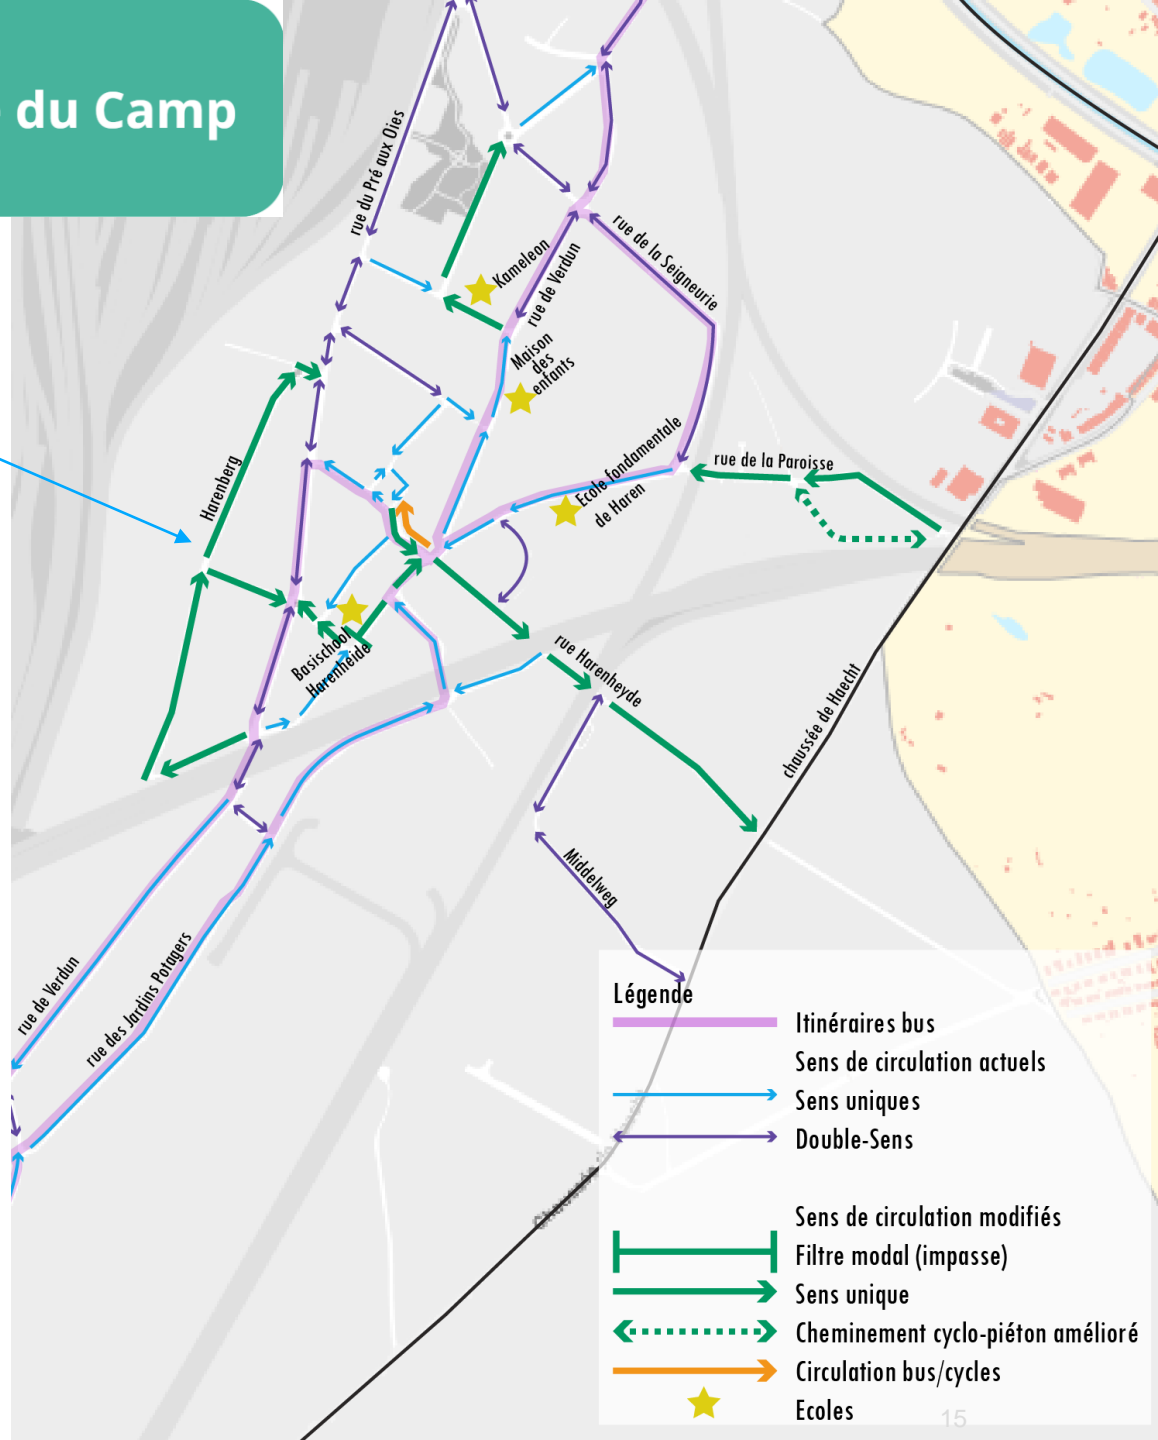 du Camp
rue du Pré aux Oies
Kameleon
rue de Verdun
rue de la Seigneurie
Maison
des
enfants
Harenberg
Ecole fondamentale
de Haren
rue de la Paroisse
Basischool
Harenheide
rue Harenheyde
chaussée de Haecht
Middelweg
rue de Verdun
rue des Jardins Potagers
Légende
Itinéraires bus
Sens de circulation actuels
Sens uniques
Double-Sens
Sens de circulation modifiés
Filtre modal (impasse)
Sens unique
Cheminement cyclo-piéton amélioré
Circulation bus/cycles
Ecoles
15